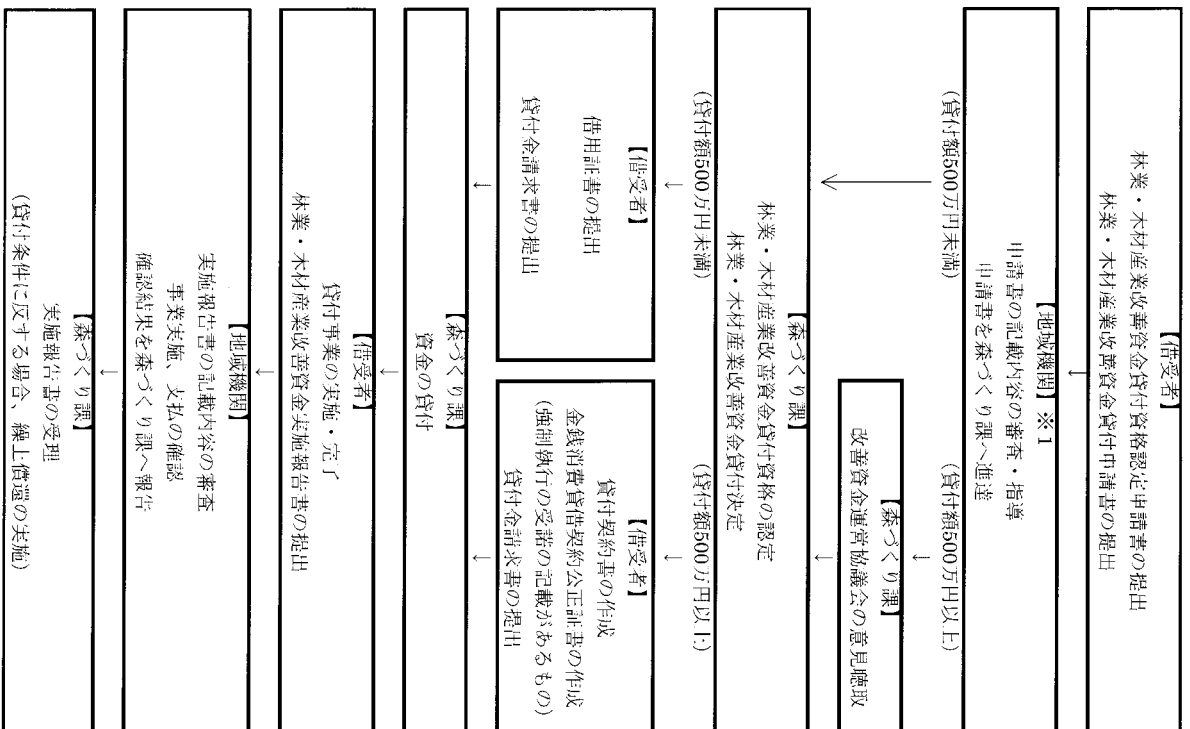 【借受者】
林業・木材産業改善資金貸付資格認定申請書の提出
林業・木材産業改善資金貸付申請書の提出
↓
【地域機関】※1
申請書の記載内容の審査・指導
申請書を森づくり課へ進達
(貸付額500万円未満)
(貸付額500万円以上)
↓
【森づくり課】
改善資金運営協議会の意見聴取
↓
↓
【森づくり課】
林業・木材産業改善資金貸付資格の認定
林業・木材産業改善資金貸付決定
(貸付額500万円未満)
(貸付額500万円以上)
↓
↓
【借受者】
借用証書の提出
貸付金請求書の提出
【借受者】
貸付契約書の作成
金銭消費貸借契約公正証書の作成
(強制執行の受諾の記載があるもの)
貸付金請求書の提出
↓
↓
【森づくり課】
資金の貸付
↓
【借受者】
貸付事業の実施・完了
林業・木材産業改善資金実施報告書の提出
↓
【地域機関】
実施報告書の記載内容の審査
事業実施、支払の確認
確認結果を森づくり課へ報告
↓
【森づくり課】
実施報告書の受理
(貸付条件に反する場合、繰上償還の実施)